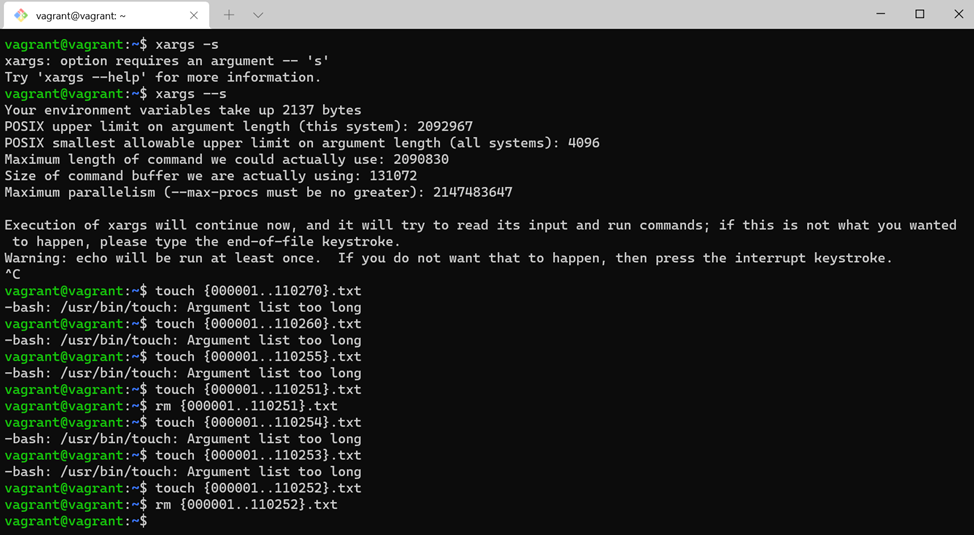 vagrant@vagrant: ~
vagrant@vagrant:~$ xargs -s
xargs: option requires an argument -- 's'
Try 'xargs --help' for more information.
vagrant@vagrant:~$ xargs --s
Your environment variables take up 2137 bytes
POSIX upper limit on argument length (this system): 2092967
POSIX smallest allowable upper limit on argument length (all systems): 4096
Maximum length of command we could actually use: 2090830
Size of command buffer we are actually using: 131072
Maximum parallelism (--max-procs must be no greater): 2147483647
Execution of xargs will continue now, and it will try to read its input and run commands; if this is not what you wanted
to happen, please type the end-of-file keystroke.
Warning: echo will be run at least once.  If you do not want that to happen, then press the interrupt keystroke.
^C
vagrant@vagrant:~$ touch {000001..110270}.txt
-bash: /usr/bin/touch: Argument list too long
vagrant@vagrant:~$ touch {000001..110260}.txt
-bash: /usr/bin/touch: Argument list too long
vagrant@vagrant:~$ touch {000001..110255}.txt
-bash: /usr/bin/touch: Argument list too long
vagrant@vagrant:~$ touch {000001..110251}.txt
vagrant@vagrant:~$ rm {000001..110251}.txt
vagrant@vagrant:~$ touch {000001..110254}.txt
-bash: /usr/bin/touch: Argument list too long
vagrant@vagrant:~$ touch {000001..110253}.txt
-bash: /usr/bin/touch: Argument list too long
vagrant@vagrant:~$ touch {000001..110252}.txt
vagrant@vagrant:~$ rm {000001..110252}.txt
vagrant@vagrant:~$